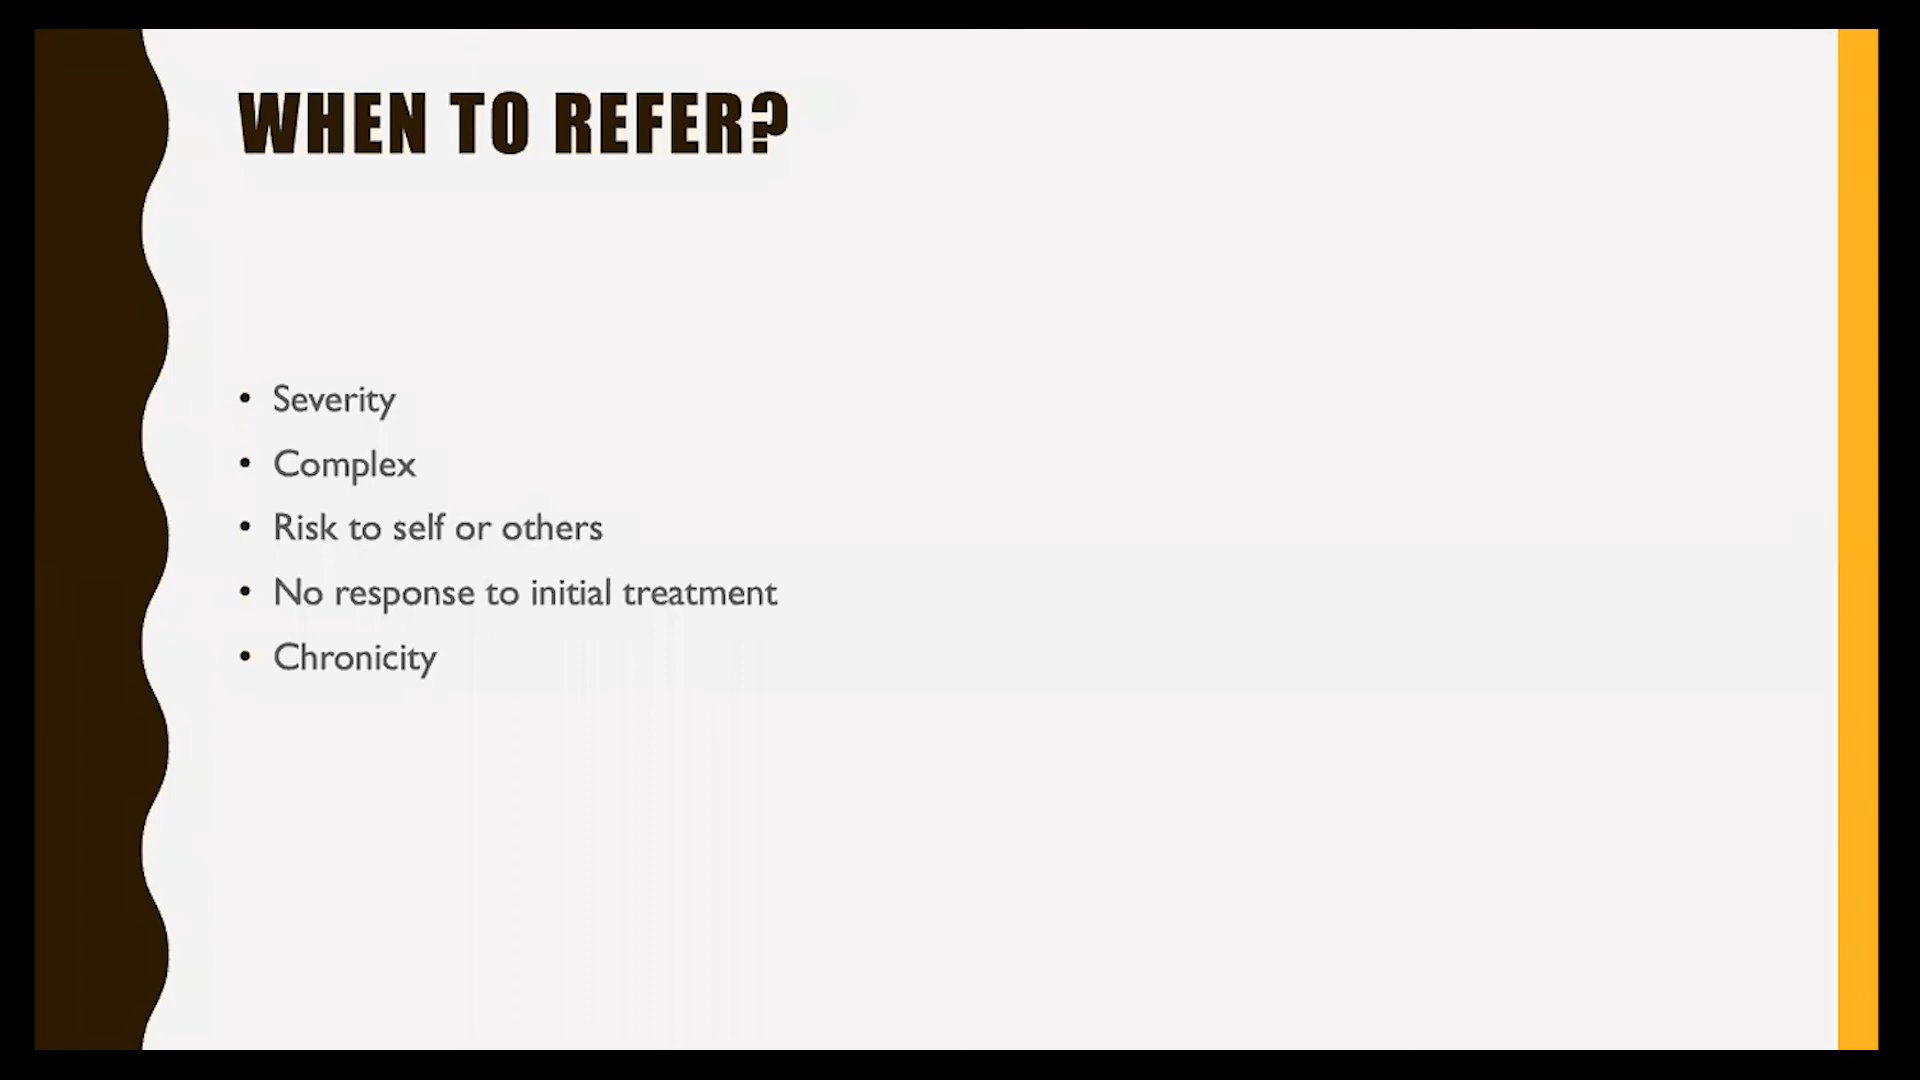 WHEN TO REFER?
• Severity
• Complex
• Risk to self or others
• No response to initial treatment
• Chronicity